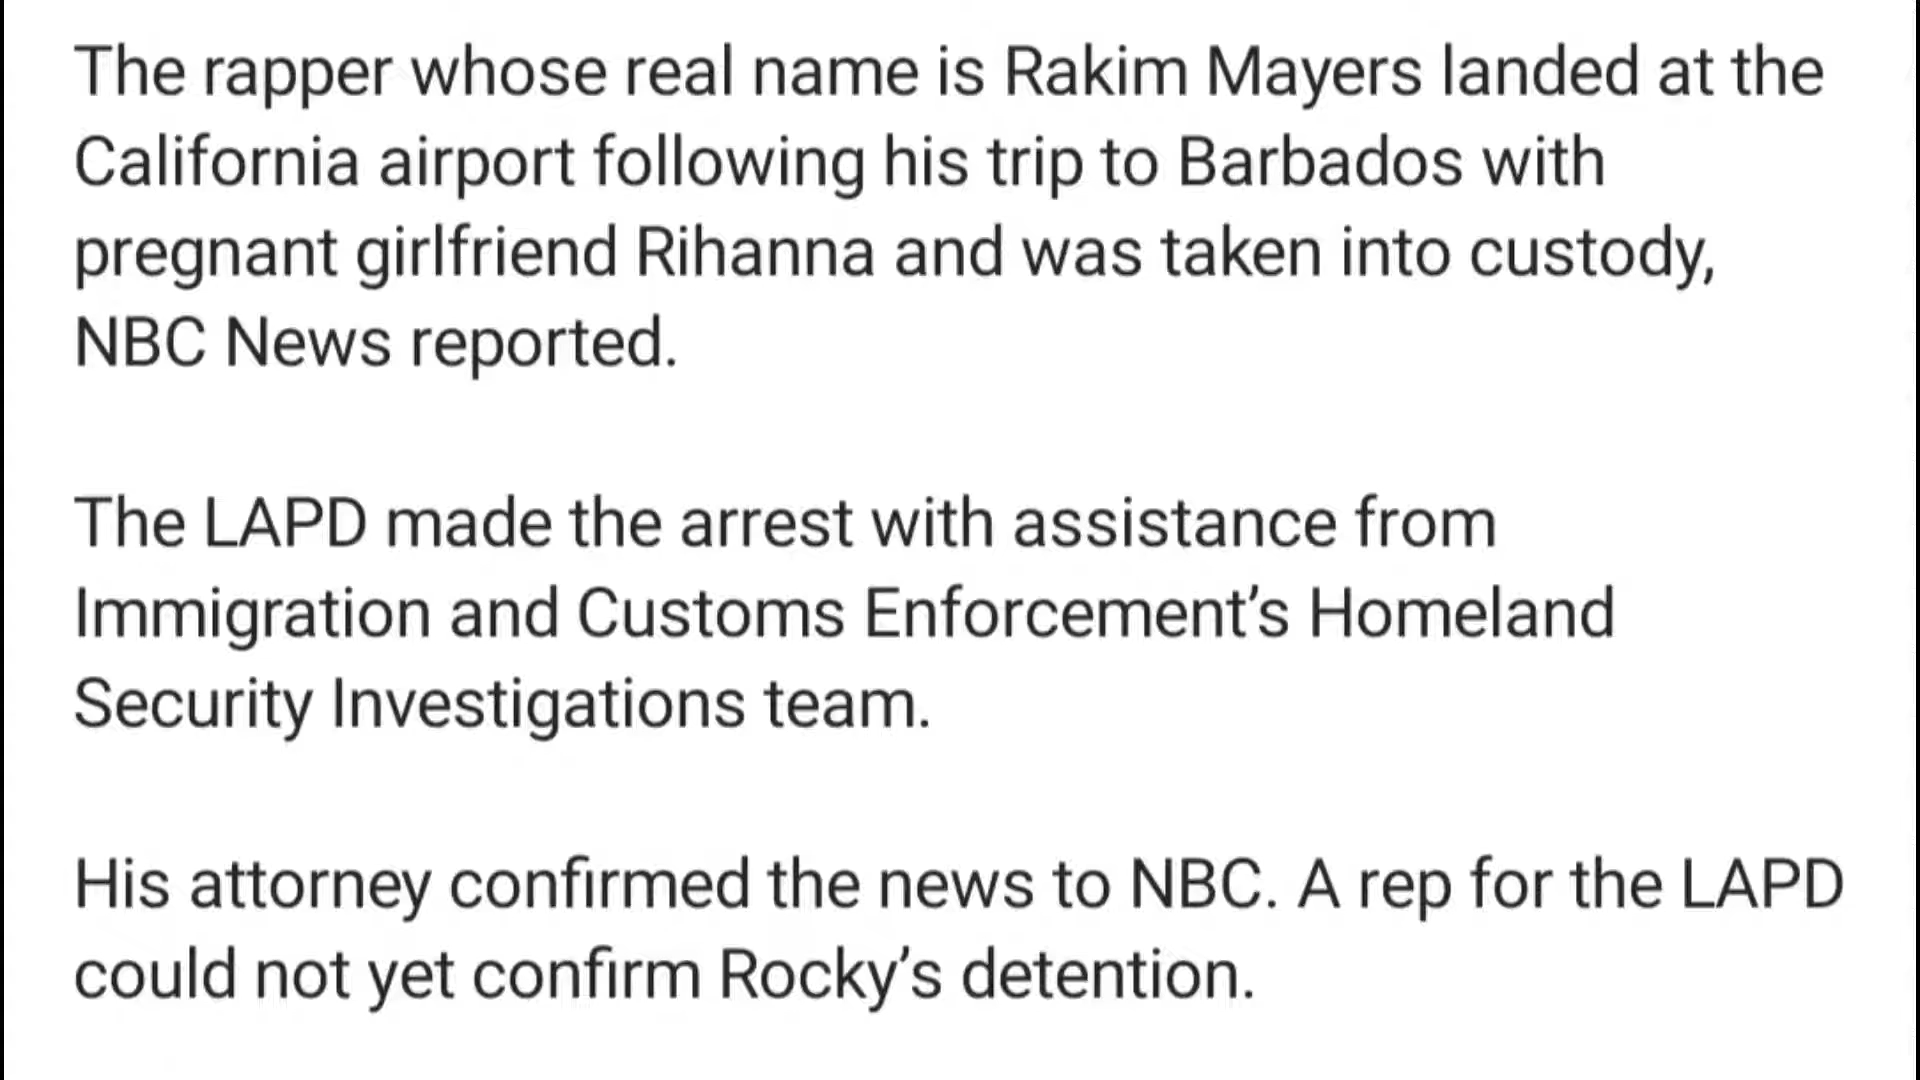 The rapper whose real name is Rakim Mayers landed at the
California airport following his trip to Barbados with
pregnant girlfriend Rihanna and was taken into custody,
NBC News reported.
The LAPD made the arrest with assistance from
Immigration and Customs Enforcement’s Homeland
Security Investigations team.
His attorney confirmed the news to NBC. A rep for the LAPD
could not yet confirm Rocky’s detention.